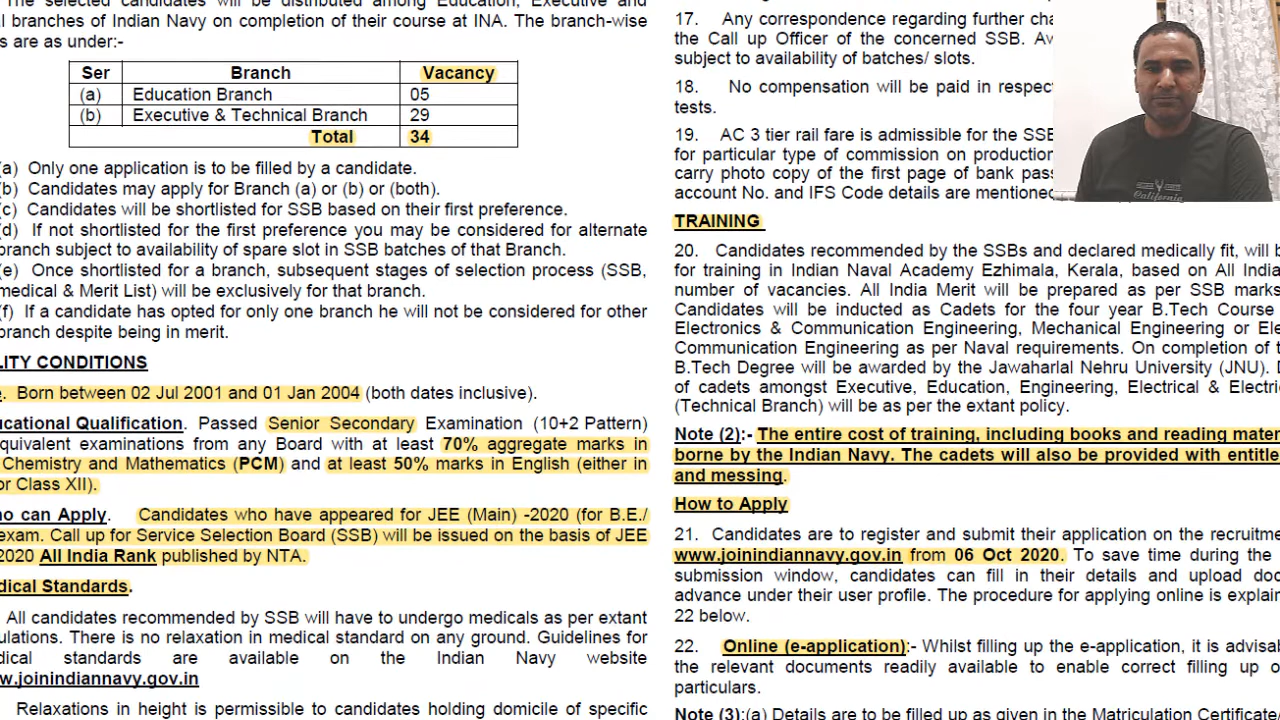 The selected candidates will be distributed among Education, Executive and
branches of Indian Navy on completion of their course at INA. The branch-wise
are as under:-
Ser Branch Vacancy
(a) Education Branch 05
(b) Executive & Technical Branch 29
Total 34
(a) Only one application is to be filled by a candidate.
(b) Candidates may apply for Branch (a) or (b) or (both).
(c) Candidates will be shortlisted for SSB based on their first preference.
(d) If not shortlisted for the first preference you may be considered for alternate
branch subject to availability of spare slot in SSB batches of that Branch.
(e) Once shortlisted for a branch, subsequent stages of selection process (SSB,
medical & Merit List) will be exclusively for that branch.
(f) If a candidate has opted for only one branch he will not be considered for other
branch despite being in merit.
LITY CONDITIONS
Born between 02 Jul 2001 and 01 Jan 2004 (both dates inclusive).
ucational Qualification. Passed Senior Secondary Examination (10+2 Pattern)
equivalent examinations from any Board with at least 70% aggregate marks in
Chemistry and Mathematics (PCM) and at least 50% marks in English (either in
or Class XII).
ho can Apply. Candidates who have appeared for JEE (Main) -2020 (for B.E./
exam. Call up for Service Selection Board (SSB) will be issued on the basis of JEE
2020 All India Rank published by NTA.
dical Standards.
All candidates recommended by SSB will have to undergo medicals as per extant
ulations. There is no relaxation in medical standard on any ground. Guidelines for
dical standards are available on the Indian Navy website
w.joinindiannavy.gov.in
Relaxations in height is permissible to candidates holding domicile of specific
17. Any correspondence regarding further cha
the Call up Officer of the concerned SSB. Av
subject to availability of batches/ slots.
18. No compensation will be paid in respec
tests.
19. AC 3 tier rail fare is admissible for the SSB
for particular type of commission on production
carry photo copy of the first page of bank pas
account No. and IFS Code details are mentioned
TRAINING
20. Candidates recommended by the SSBs and declared medically fit, will b
for training in Indian Naval Academy Ezhimala, Kerala, based on All India
number of vacancies. All India Merit will be prepared as per SSB marks
Candidates will be inducted as Cadets for the four year B.Tech Course
Electronics & Communication Engineering, Mechanical Engineering or Ele
Communication Engineering as per Naval requirements. On completion of t
B.Tech Degree will be awarded by the Jawaharlal Nehru University (JNU). D
of cadets amongst Executive, Education, Engineering, Electrical & Electri
(Technical Branch) will be as per the extant policy.
Note (2):- The entire cost of training, including books and reading mater
borne by the Indian Navy. The cadets will also be provided with entitle
and messing.
How to Apply
21. Candidates are to register and submit their application on the recruitme
www.joinindiannavy.gov.in from 06 Oct 2020. To save time during the
submission window, candidates can fill in their details and upload doc
advance under their user profile. The procedure for applying online is explain
22 below.
22. Online (e-application):- Whilst filling up the e-application, it is advisa
the relevant documents readily available to enable correct filling up o
particulars.
Note (3):(a) Details are to be filled up as given in the Matriculation Certificate
California